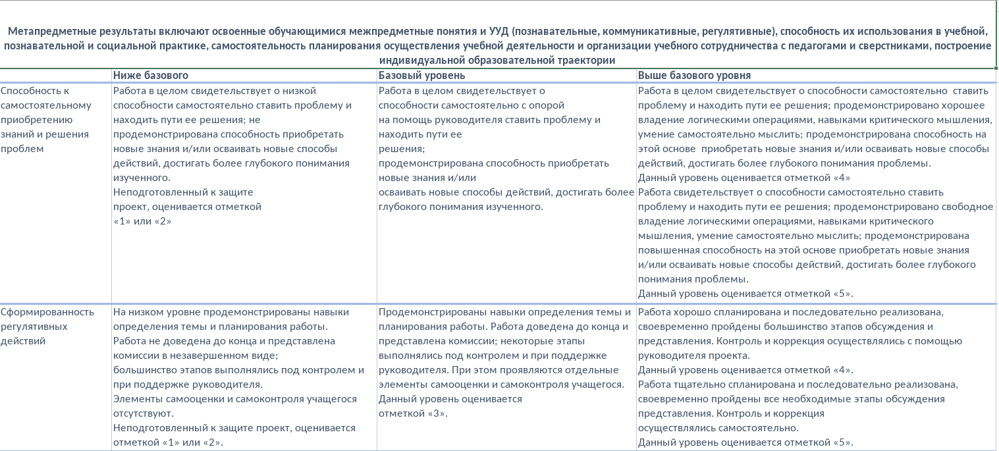 Метапредметные результаты включают освоенные обучающимися межпредметные понятия и УУД (познавательные, коммуникативные, регулятивные), способность их использования в учебной,
познавательной и социальной практике, самостоятельность планирования осуществления учебной деятельности и организации учебного сотрудничества с педагогами и сверстниками, построение
индивидуальной образовательной траектории
Ниже базового
Базовый уровень
Выше базового уровня
Способность к
самостоятельному
приобретению
знаний и решения
проблем
Работа в целом свидетельствует о низкой
способности самостоятельно ставить проблему и
находить пути ее решения; не
продемонстрирована способность приобретать
новые знания и/или осваивать новые способы
действий, достигать более глубокого понимания
изученного.
Неподготовленный к защите
проект, оценивается отметкой
«1» или «2»
Работа в целом свидетельствует о
способности самостоятельно с опорой
на помощь руководителя ставить проблему и
находить пути ее
решения;
продемонстрирована способность приобретать
новые знания и/или
осваивать новые способы действий, достигать более
глубокого понимания изученного.
Работа в целом свидетельствует о способности самостоятельно  ставить
проблему и находить пути ее решения; продемонстрировано хорошее
владение логическими операциями, навыками критического мышления,
умение самостоятельно мыслить; продемонстрирована способность на
этой основе  приобретать новые знания и/или осваивать новые способы
действий, достигать более глубокого понимания проблемы.
Данный уровень оценивается отметкой «4»
Работа свидетельствует о способности самостоятельно ставить
проблему и находить пути ее решения; продемонстрировано свободное
владение логическими операциями, навыками критического
мышления, умение самостоятельно мыслить; продемонстрирована
повышенная способность на этой основе приобретать новые знания
и/или осваивать новые способы действий, достигать более глубокого
понимания проблемы.
Данный уровень оценивается отметкой «5».
Сформированность
регулятивных
действий
На низком уровне продемонстрированы навыки
определения темы и планирования работы.
Работа не доведена до конца и представлена
комиссии в незавершенном виде;
большинство этапов выполнялись под контролем и
при поддержке руководителя.
Элементы самооценки и самоконтроля учащегося
отсутствуют.
Неподготовленный к защите проект, оценивается
отметкой «1» или «2».
Продемонстрированы навыки определения темы и
планирования работы. Работа доведена до конца и
представлена комиссии; некоторые этапы
выполнялись под контролем и при поддержке
руководителя. При этом проявляются отдельные
элементы самооценки и самоконтроля учащегося.
Данный уровень оценивается
отметкой «3».
Работа хорошо спланирована и последовательно реализована,
своевременно пройдены большинство этапов обсуждения и
представления. Контроль и коррекция осуществлялись с помощью
руководителя проекта.
Данный уровень оценивается отметкой «4».
Работа тщательно спланирована и последовательно реализована,
своевременно пройдены все необходимые этапы обсуждения
представления. Контроль и коррекция
осуществлялись самостоятельно.
Данный уровень оценивается отметкой «5».